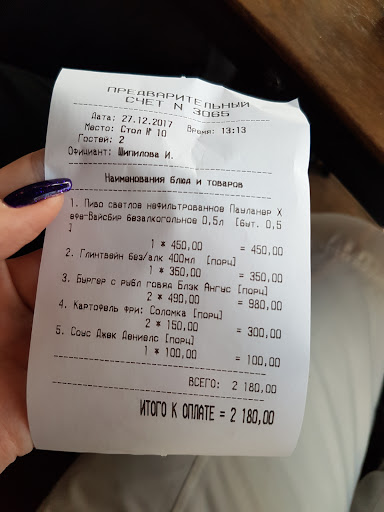 ПРЕДВАРИТЕЛЬНЫЙ
СЧЕТ N 3065
Дата: 27.12.2017 Время: 13:13
Место: Стол № 10
Гостей: 2
Официант: Шипилова И.
Наименования блюд и товаров
1. Пиво светлое нефильтрованное Пауланер Х
ефе-Вайсбир безалкогольное 0,5л [бут. 0,5
]
1 * 450,00 = 450,00
2. Глинтвейн без/алк 400мл [порц]
1 * 350,00 = 350,00
3. Бургер с рубл говяд Блэк Ангус [порц]
2 * 490,00 = 980,00
4. Картофель фри: Соломка [порц]
2 * 150,00 = 300,00
5. Соус Джек Дениелс [порц]
1 * 100,00 = 100,00
ВСЕГО: 2 180,00
ИТОГО К ОПЛАТЕ = 2 180,00